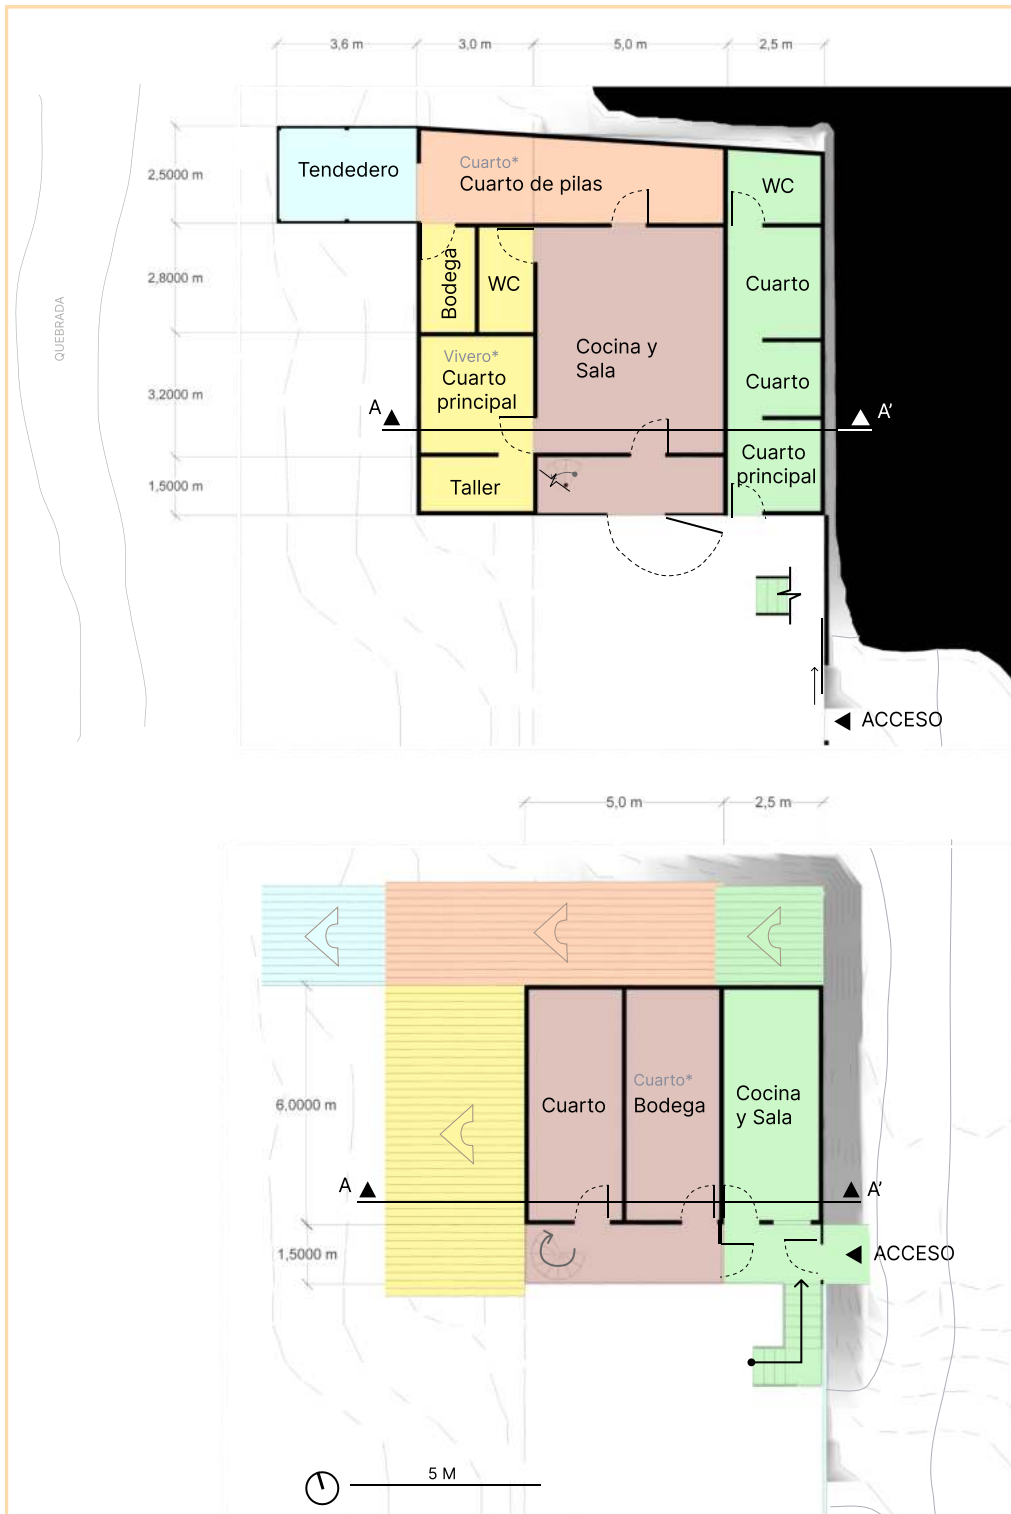 3,6 m
3,0 m
5,0 m
2,5 m
2,5000 m
2,8000 m
3,2000 m
1,5000 m
QUEBRADA
Tendedero
Cuarto*
Cuarto de pilas
WC
Bodega
WC
Cuarto
Cocina y
Sala
Vivero*
Cuarto
principal
Cuarto
A
A’
Cuarto
principal
Taller
ACCESO
5,0 m
2,5 m
6,0000 m
1,5000 m
Cuarto
Cuarto*
Bodega
Cocina
y Sala
A
A’
ACCESO
5 M